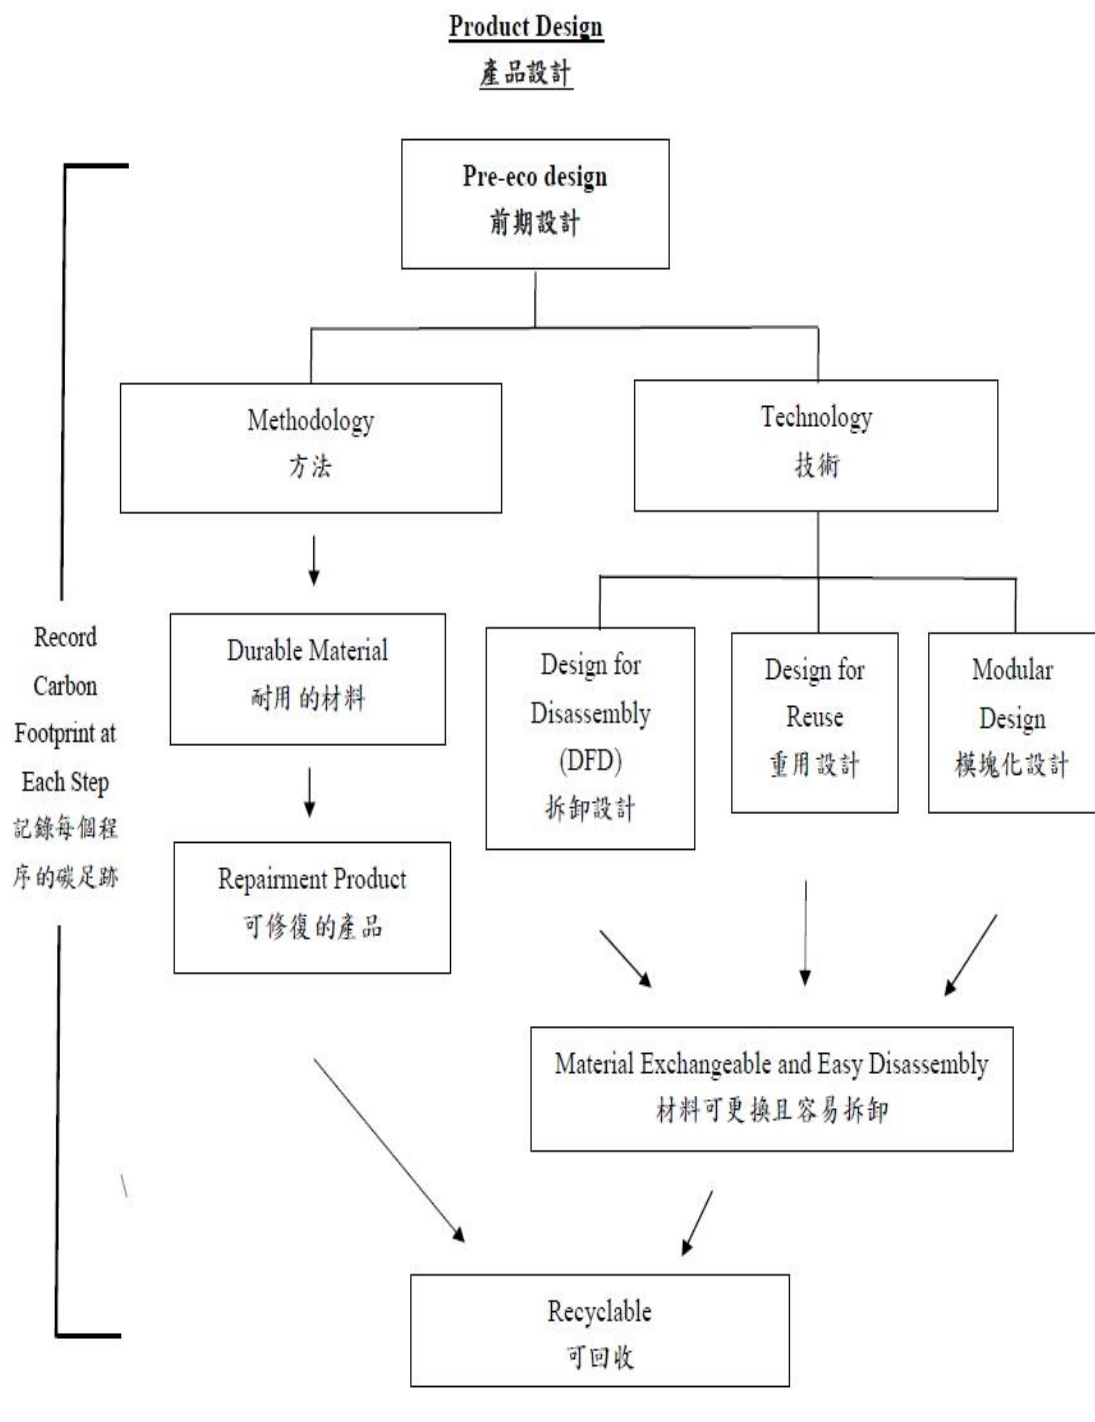 Product Design
產品設計
Pre-eco design
前期設計
Methodology
方法
Technology
技術
Record
Carbon
Footprint at
Each Step
記錄每個程
序的碳足跡
Durable Material
耐用的材料
Repairment Product
可修復的產品
Design for
Disassembly
(DFD)
拆卸設計
Design for
Reuse
重用設計
Modular
Design
模塊化設計
Material Exchangeable and Easy Disassembly
材料可更換且容易拆卸
Recyclable
可回收